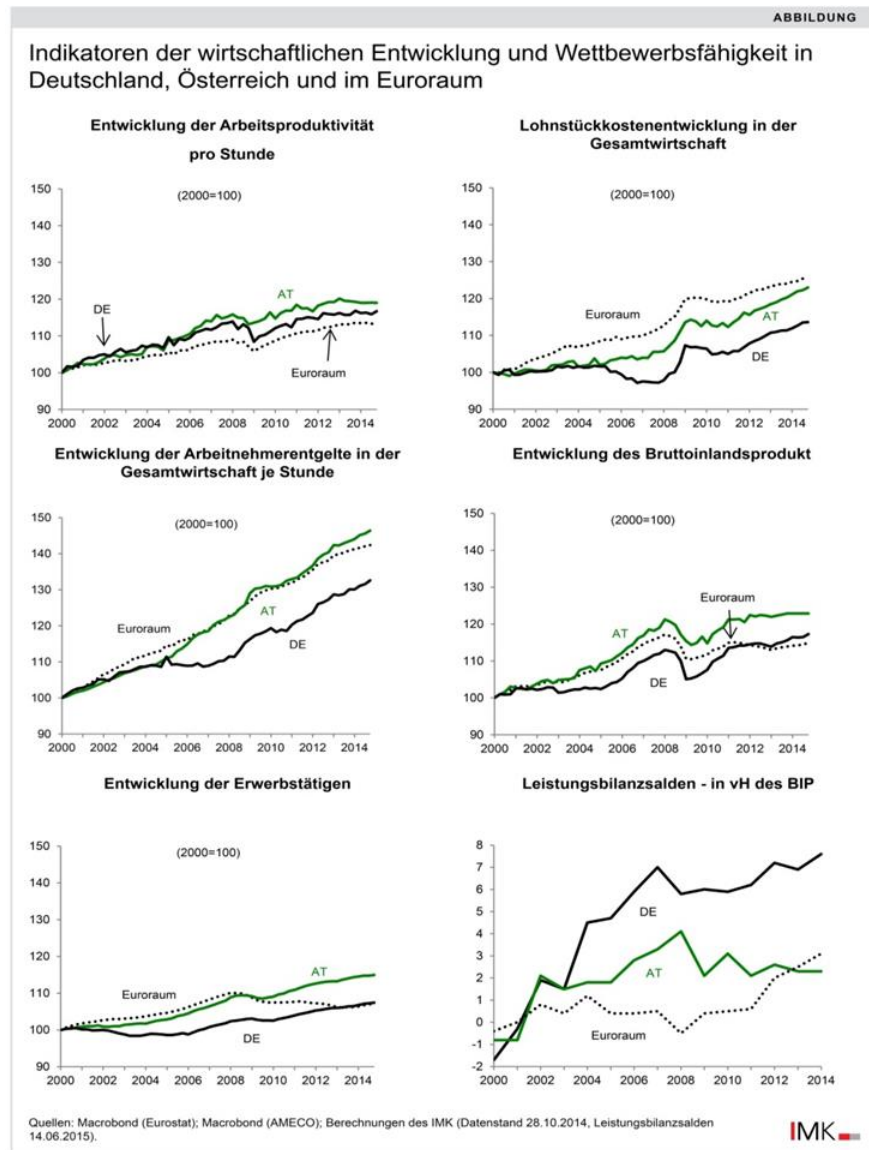 ABBILDUNG
Indikatoren der wirtschaftlichen Entwicklung und Wettbewerbsfähigkeit in
Deutschland, Österreich und im Euroraum
Entwicklung der Arbeitsproduktivität
pro Stunde
(2000=100)
150
140
130
120
110
100
90
DE
AT
Euroraum
2000 2002 2004 2006 2008 2010 2012 2014
Lohnstückkostenentwicklung in der
Gesamtwirtschaft
(2000=100)
150
140
130
120
110
100
90
Euroraum
AT
DE
2000 2002 2004 2006 2008 2010 2012 2014
Entwicklung der Arbeitnehmerentgelte in der
Gesamtwirtschaft je Stunde
(2000=100)
150
140
130
120
110
100
90
Euroraum
AT
DE
2000 2002 2004 2006 2008 2010 2012 2014
Entwicklung des Bruttoinlandsprodukt
(2000=100)
150
140
130
120
110
100
90
Euroraum
AT
DE
2000 2002 2004 2006 2008 2010 2012 2014
Entwicklung der Erwerbstätigen
(2000=100)
150
140
130
120
110
100
90
AT
Euroraum
DE
2000 2002 2004 2006 2008 2010 2012 2014
Leistungsbilanzsalden - in vH des BIP
8
7
6
5
4
3
2
1
0
-1
-2
DE
AT
Euroraum
2000 2002 2004 2006 2008 2010 2012 2014
Quellen: Macrobond (Eurostat); Macrobond (AMECO); Berechnungen des IMK (Datenstand 28.10.2014, Leistungsbilanzsalden
14.06.2015).
IMK